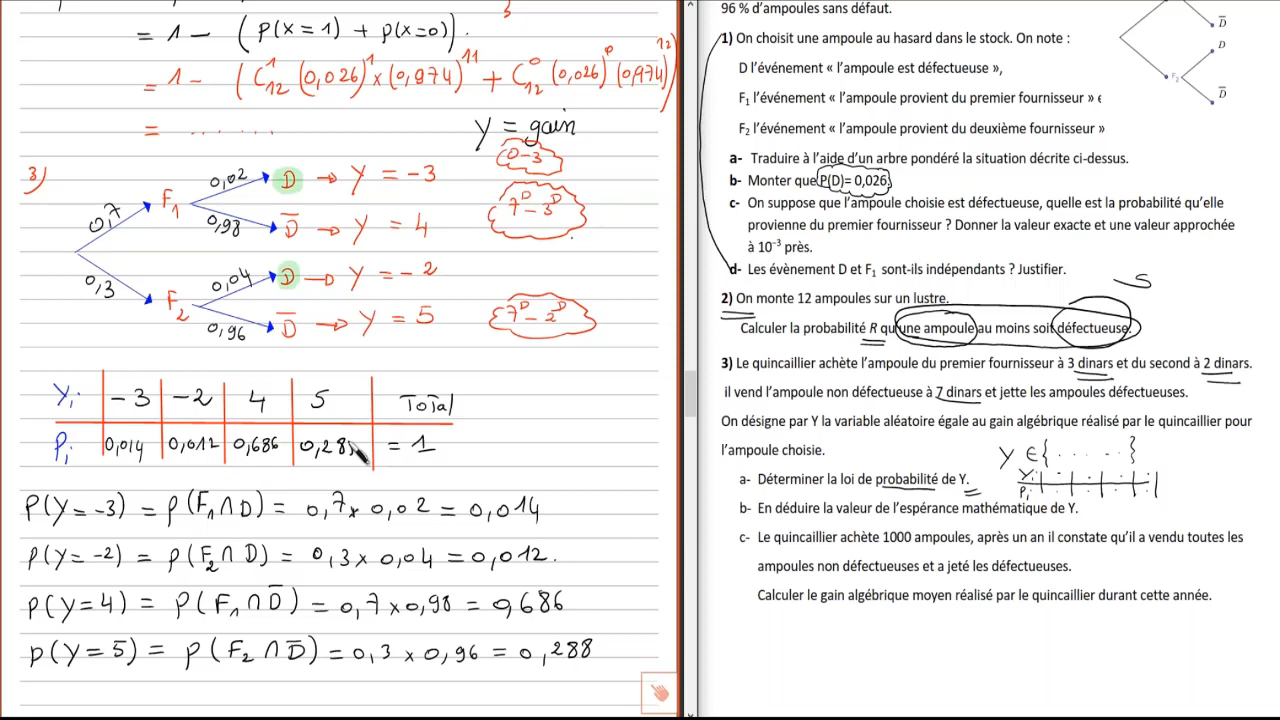 3
= 1 - (P(X=1) + p(X=0)).
= 1 - (C₁₂¹ (0,026)¹ × (0,974)¹¹ + C₁₂⁰ (0,026)⁰ (0,974)¹²)
= .......
Y = gain
0-3
3)
0,7
F₁
0,02
D → Y = -3
0,98
D̅ → Y = 4
7ᴰ - 3ᴰ
0,3
F₂
0,04
D → Y = -2
0,96
D̅ → Y = 5
7ᴰ - 2ᴰ
Yᵢ -3 -2 4 5 Total
Pᵢ 0,014 0,012 0,686 0,28 = 1
P(Y=-3) = P(F₁∩D) = 0,7 × 0,02 = 0,014
P(Y=-2) = P(F₂∩D) = 0,3 × 0,04 = 0,012.
P(Y=4) = P(F₁∩D̅) = 0,7 × 0,98 = 0,686
p(Y=5) = P(F₂∩D̅) = 0,3 × 0,96 = 0,288
96 % d'ampoules sans défaut.
D̅
D
F₂
D̅
1) On choisit une ampoule au hasard dans le stock. On note :
D l'événement « l'ampoule est défectueuse »,
F₁ l'événement « l'ampoule provient du premier fournisseur » e
F₂ l'événement « l'ampoule provient du deuxième fournisseur »
a- Traduire à l'aide d'un arbre pondéré la situation décrite ci-dessus.
b- Monter que P(D)= 0,026.
c- On suppose que l'ampoule choisie est défectueuse, quelle est la probabilité qu'elle
provienne du premier fournisseur ? Donner la valeur exacte et une valeur approchée
à 10⁻³ près.
d- Les évènement D et F₁ sont-ils indépendants ? Justifier.
S
2) On monte 12 ampoules sur un lustre.
Calculer la probabilité R qu'une ampoule au moins soit défectueuse.
3) Le quincaillier achète l'ampoule du premier fournisseur à 3 dinars et du second à 2 dinars.
il vend l'ampoule non défectueuse à 7 dinars et jette les ampoules défectueuses.
On désigne par Y la variable aléatoire égale au gain algébrique réalisé par le quincaillier pour
l'ampoule choisie.
Y ∈ {......}
a- Déterminer la loi de probabilité de Y.
Yᵢ
Pᵢ
b- En déduire la valeur de l'espérance mathématique de Y.
c- Le quincaillier achète 1000 ampoules, après un an il constate qu'il a vendu toutes les
ampoules non défectueuses et a jeté les défectueuses.
Calculer le gain algébrique moyen réalisé par le quincaillier durant cette année.